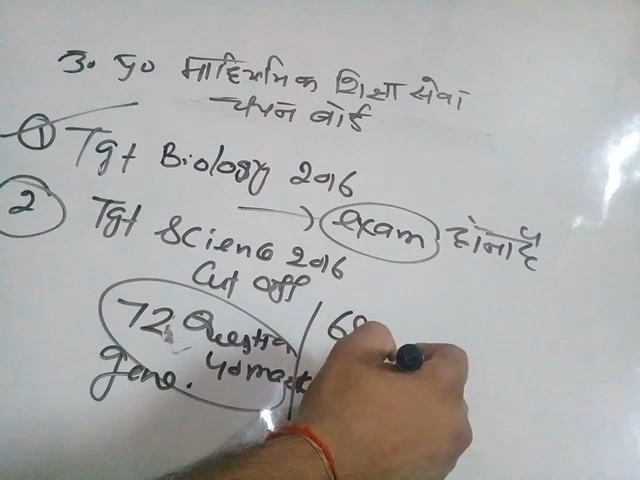 उ० प्र० माध्यमिक शिक्षा सेवा
चयन बोर्ड
① Tgt Biology 2016
② Tgt Science 2016 → exam होना है
Cut off
72 Question
Gene.